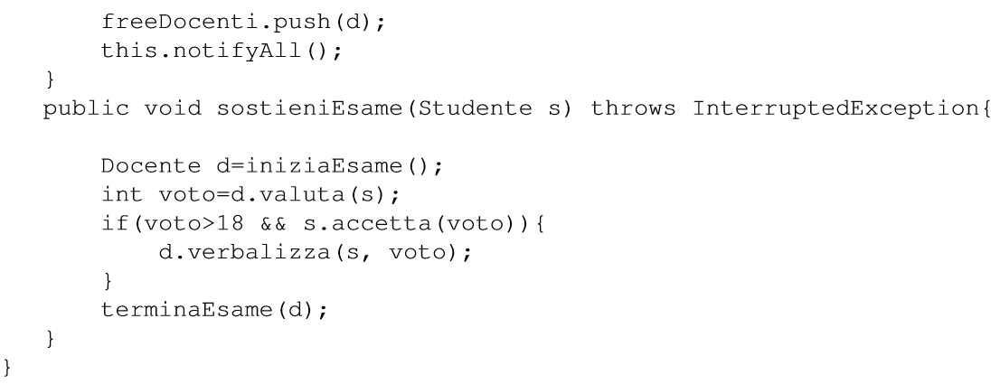 freeDocenti.push(d);
this.notifyAll();
}
public void sostieniEsame(Studente s) throws InterruptedException{
Docente d=iniziaEsame();
int voto=d.valuta(s);
if(voto>18 && s.accetta(voto)){
d.verbalizza(s, voto);
}
terminaEsame(d);
}
}